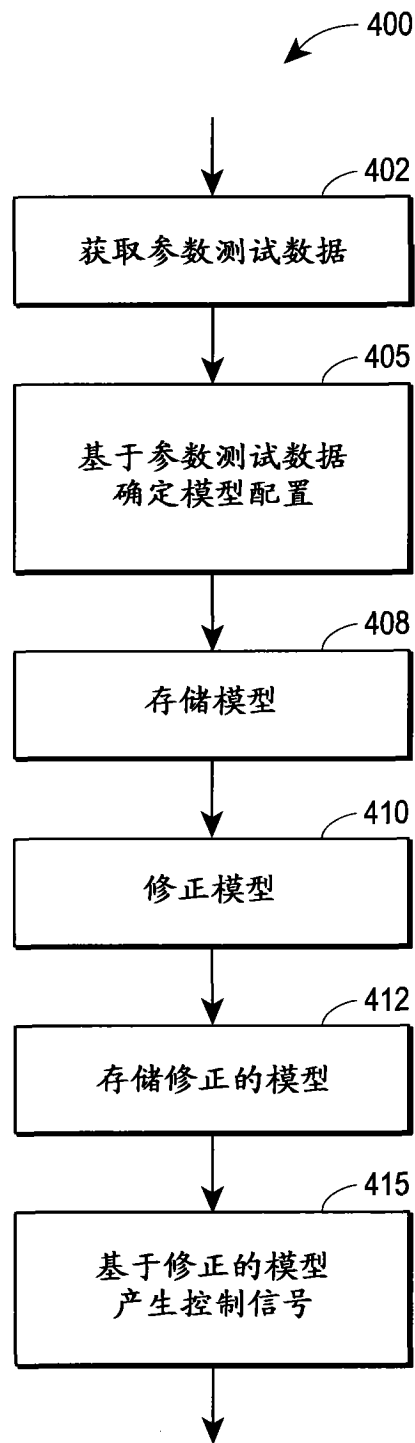 400
402
获取参数测试数据
405
基于参数测试数据
确定模型配置
408
存储模型
410
修正模型
412
存储修正的模型
415
基于修正的模型
产生控制信号